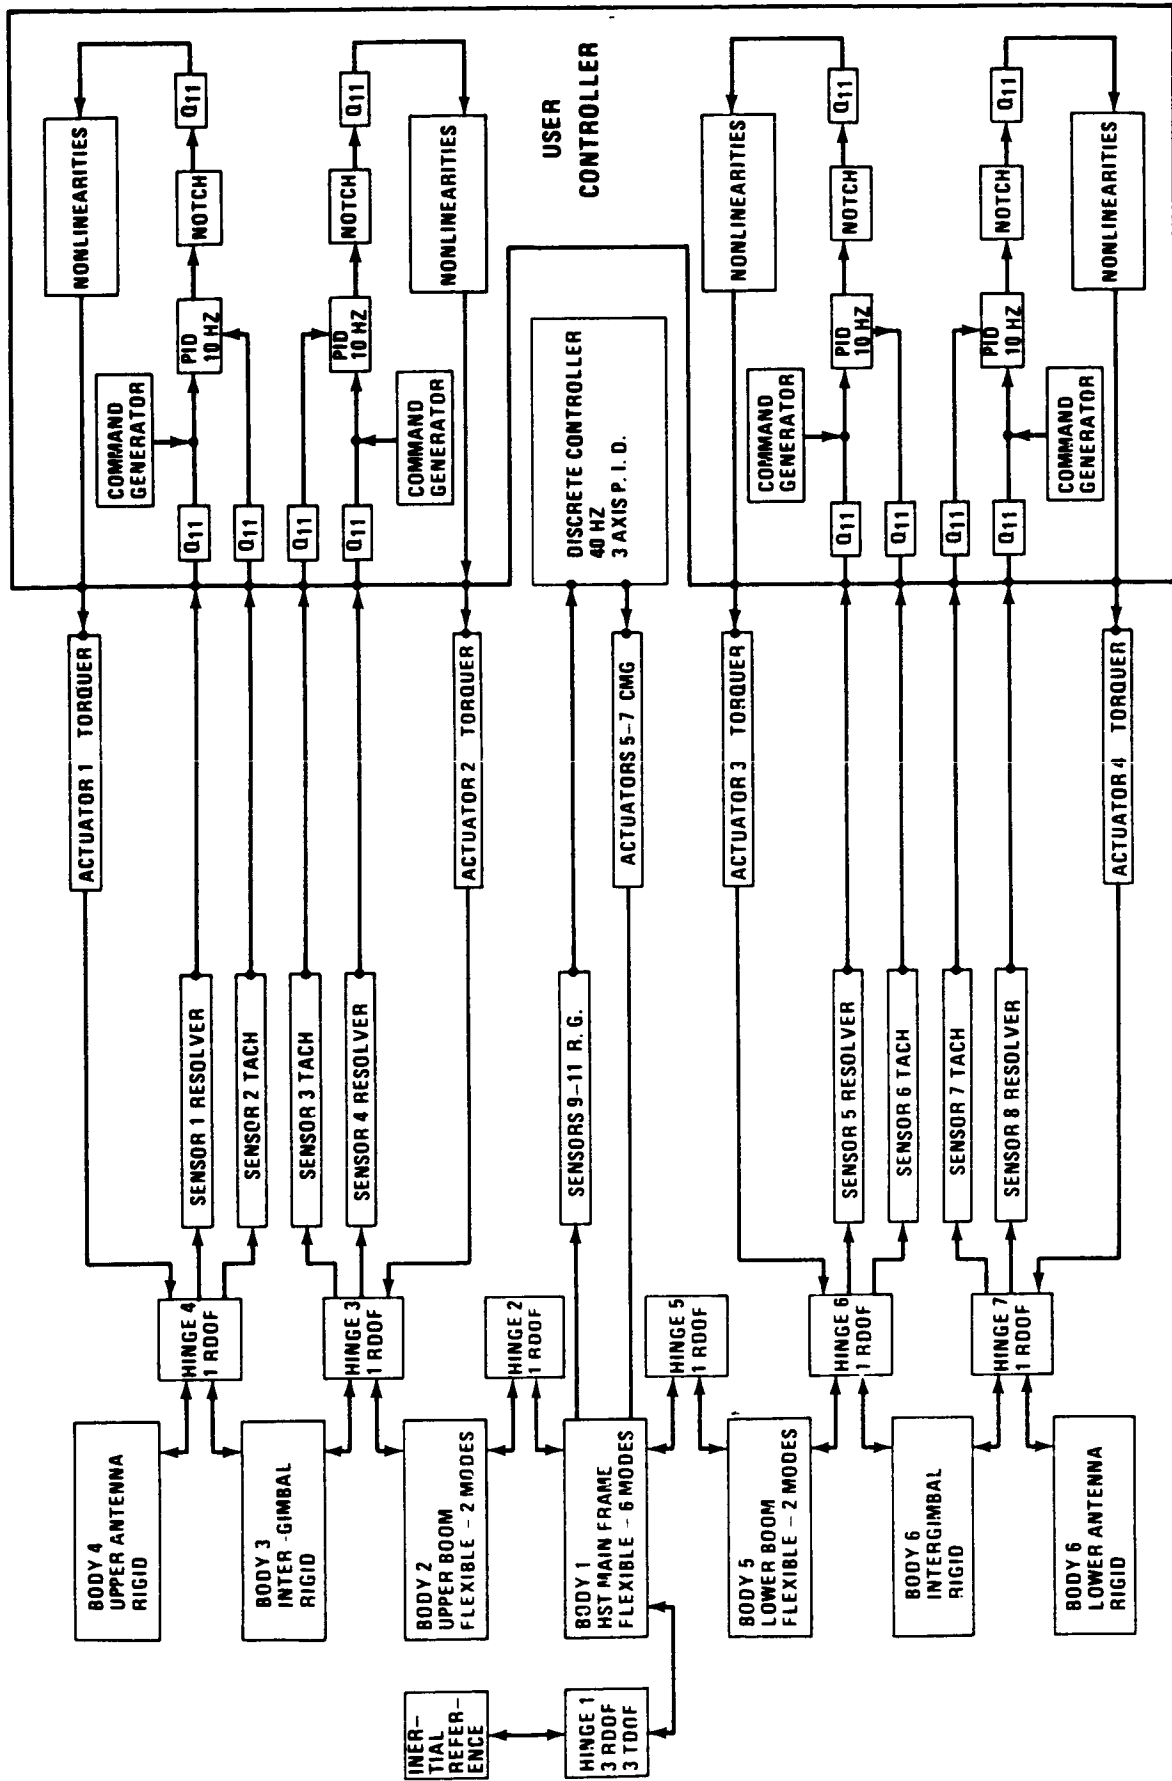 BODY 4
UPPER ANTENNA
RIGID
BODY 3
INTER-GIMBAL
RIGID
BODY 2
UPPER BOOM
FLEXIBLE – 2 MODES
BODY 1
HST MAIN FRAME
FLEXIBLE – 6 MODES
BODY 5
LOWER BOOM
FLEXIBLE – 2 MODES
BODY 6
INTERGIMBAL
RIGID
BODY 6
LOWER ANTENNA
RIGID
INER–
TIAL
REFER–
ENCE
HINGE 1
3 RDOF
3 TDOF
HINGE 4
1 RDOF
HINGE 3
1 RDOF
HINGE 2
1 RDOF
HINGE 5
1 RDOF
HINGE 6
1 RDOF
HINGE 7
1 RDOF
SENSOR 1 RESOLVER
SENSOR 2 TACH
SENSOR 3 TACH
SENSOR 4 RESOLVER
SENSORS 9–11 R. G.
SENSOR 5 RESOLVER
SENSOR 6 TACH
SENSOR 7 TACH
SENSOR 8 RESOLVER
ACTUATOR 1 TORQUER
ACTUATOR 2 TORQUER
ACTUATORS 5–7 CMG
ACTUATOR 3 TORQUER
ACTUATOR 4 TORQUER
Q11
Q11
Q11
Q11
COMMAND
GENERATOR
COMMAND
GENERATOR
PID
10 HZ
PID
10 HZ
NOTCH
NOTCH
Q11
Q11
NONLINEARITIES
NONLINEARITIES
DISCRETE CONTROLLER
40 HZ
3 AXIS P. I. D.
USER
CONTROLLER
Q11
Q11
Q11
Q11
COMMAND
GENERATOR
COMMAND
GENERATOR
PID
10 HZ
PID
10 HZ
NOTCH
NOTCH
Q11
Q11
NONLINEARITIES
NONLINEARITIES